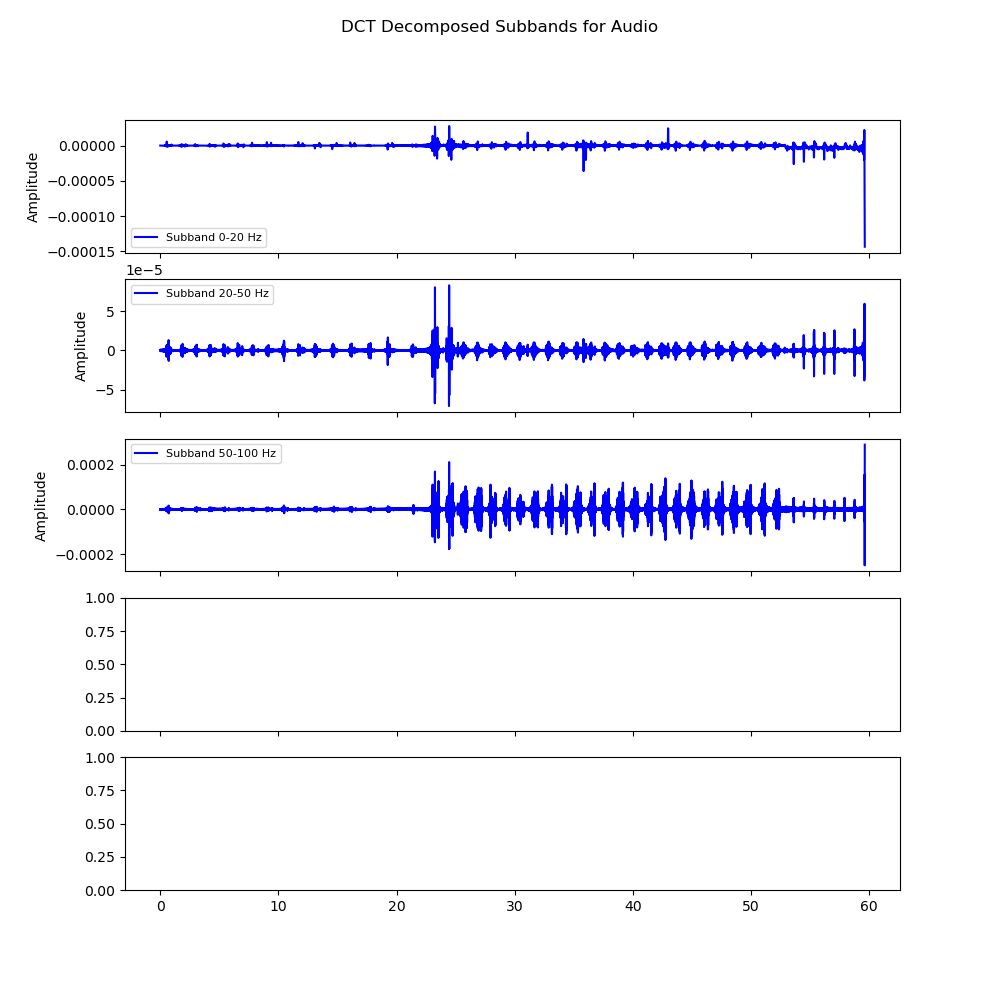 DCT Decomposed Subbands for Audio
0.00000
−0.00005
−0.00010
−0.00015
Amplitude
Subband 0-20 Hz
1e−5
5
0
−5
Amplitude
Subband 20-50 Hz
0.0002
0.0000
−0.0002
Amplitude
Subband 50-100 Hz
1.00
0.75
0.50
0.25
0.00
1.00
0.75
0.50
0.25
0.00
0 10 20 30 40 50 60